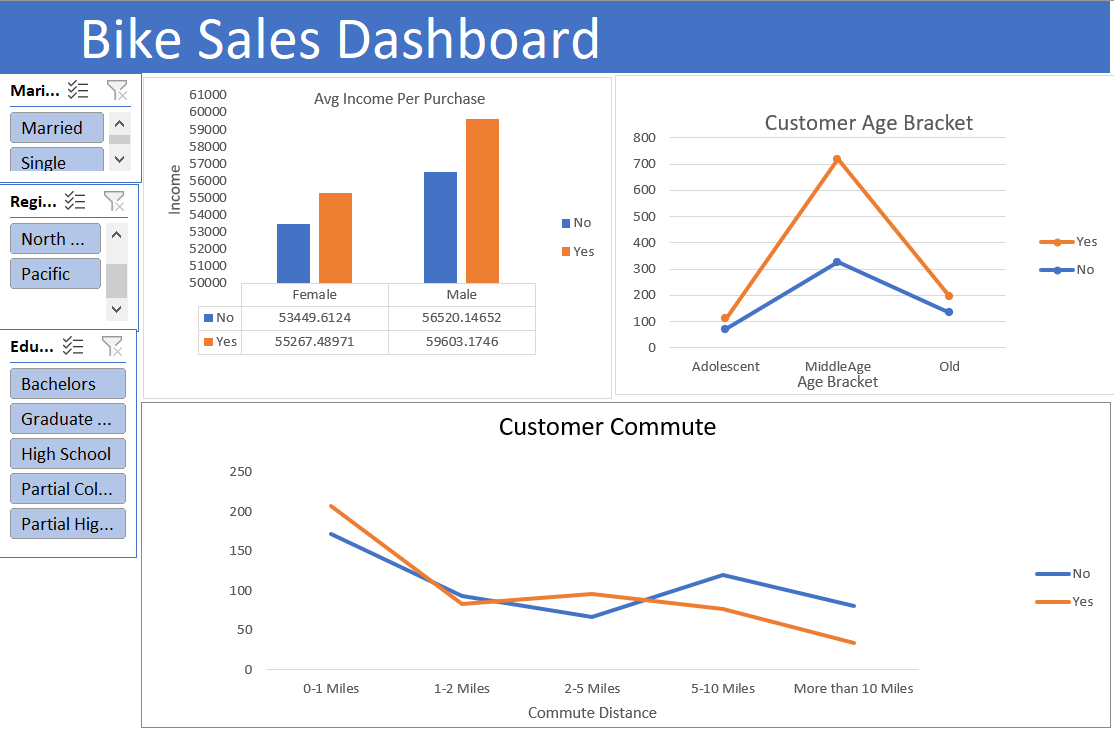 Bike Sales Dashboard
Mari...
Married
Single
Regi...
North ...
Pacific
Edu...
Bachelors
Graduate ...
High School
Partial Col...
Partial Hig...
Avg Income Per Purchase
Income
61000
60000
59000
58000
57000
56000
55000
54000
53000
52000
51000
50000
Female Male
No 53449.6124 56520.14652
Yes 55267.48971 59603.1746
No
Yes
Customer Age Bracket
800
700
600
500
400
300
200
100
0
Adolescent MiddleAge Old
Age Bracket
Yes
No
Customer Commute
250
200
150
100
50
0
0-1 Miles 1-2 Miles 2-5 Miles 5-10 Miles More than 10 Miles
Commute Distance
No
Yes